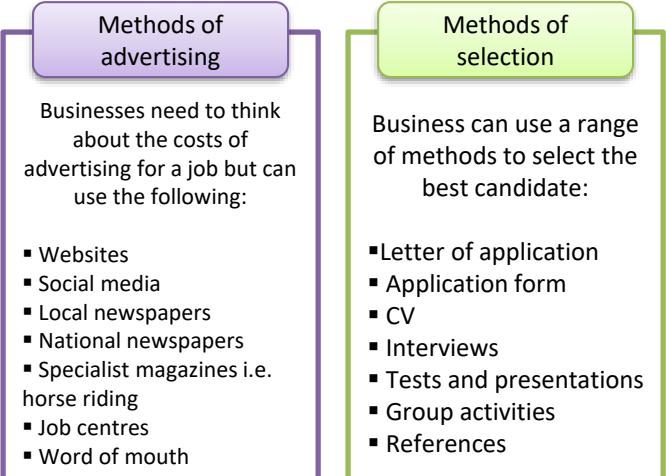 Methods of
advertising
Businesses need to think
about the costs of
advertising for a job but can
use the following:
▪ Websites
▪ Social media
▪ Local newspapers
▪ National newspapers
▪ Specialist magazines i.e.
horse riding
▪ Job centres
▪ Word of mouth
Methods of
selection
Business can use a range
of methods to select the
best candidate:
▪Letter of application
▪ Application form
▪ CV
▪ Interviews
▪ Tests and presentations
▪ Group activities
▪ References